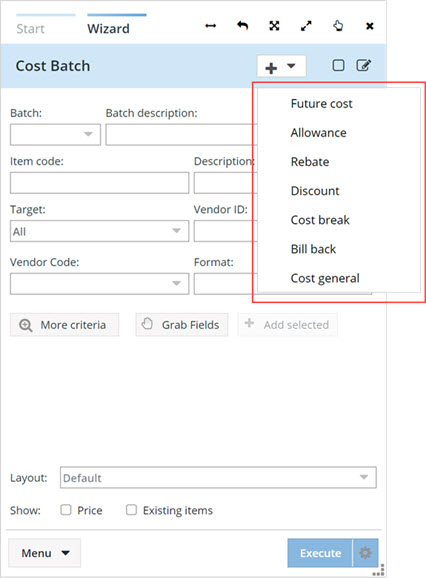 Start Wizard
Cost Batch
Future cost
Allowance
Rebate
Discount
Cost break
Bill back
Cost general
Batch: Batch description:
Item code: Description:
Target: Vendor ID:
All
Vendor Code: Format:
More criteria Grab Fields Add selected
Layout: Default
Show: Price Existing items
Menu Execute